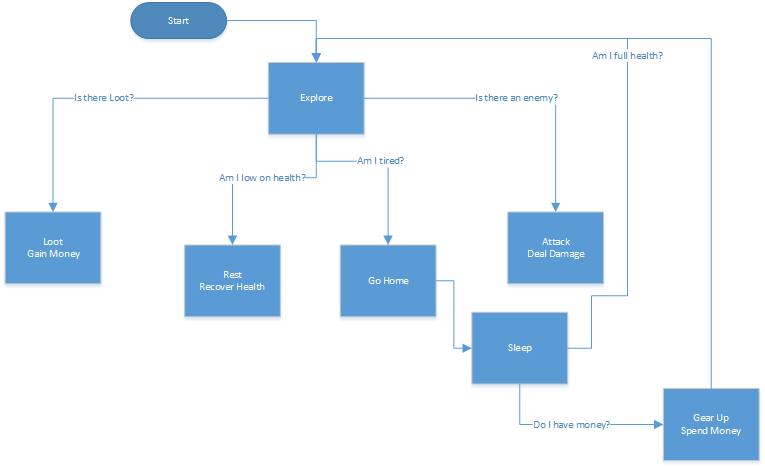 Start
Am I full health?
Explore
Is there Loot?
Is there an enemy?
Am I tired?
Am I low on health?
Loot
Gain Money
Attack
Deal Damage
Rest
Recover Health
Go Home
Sleep
Do I have money?
Gear Up
Spend Money